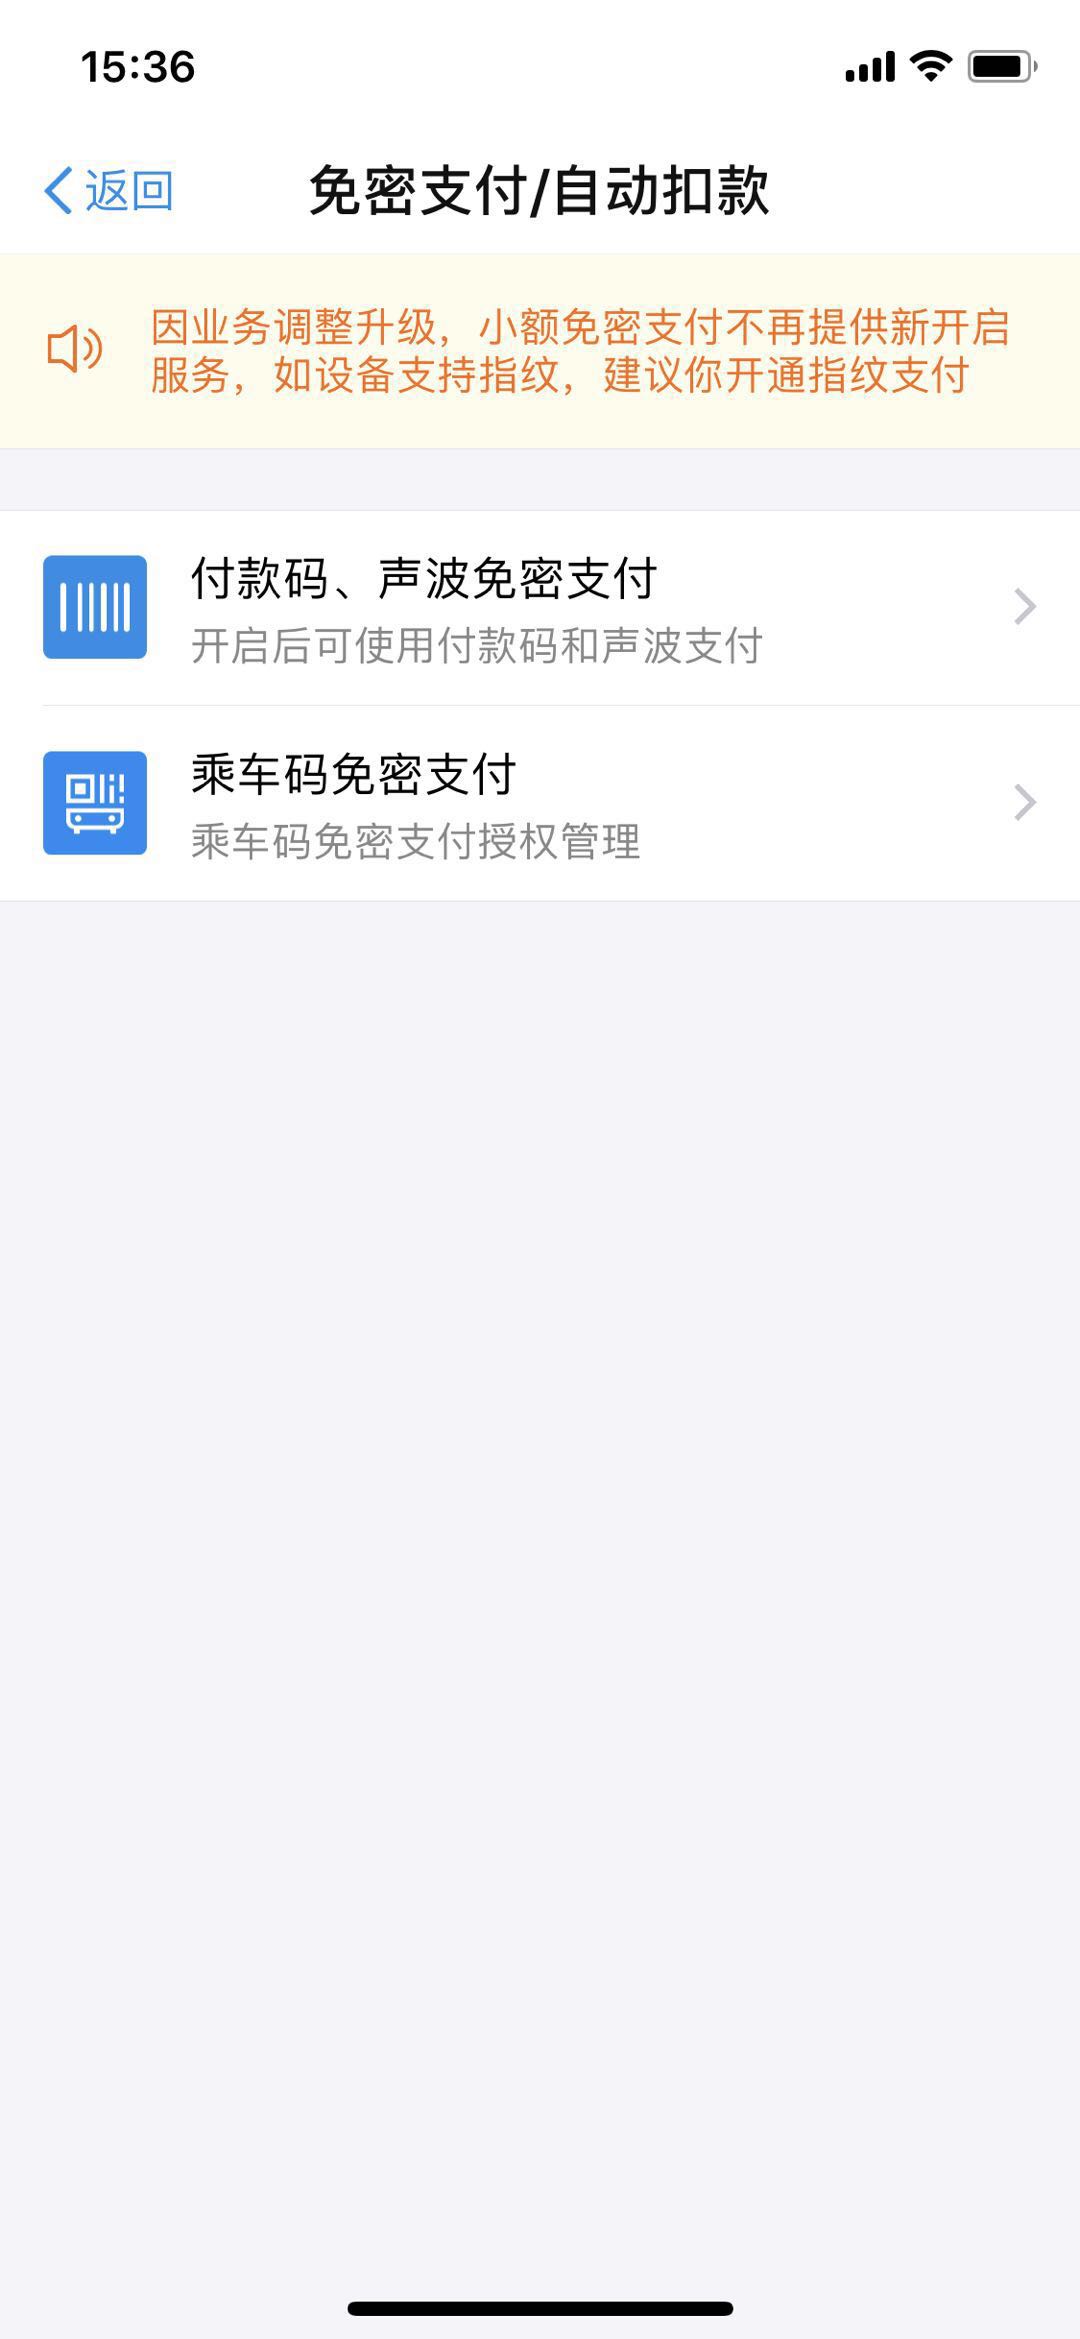 15:36
返回
免密支付/自动扣款
因业务调整升级，小额免密支付不再提供新开启
服务，如设备支持指纹，建议你开通指纹支付
付款码、声波免密支付
开启后可使用付款码和声波支付
乘车码免密支付
乘车码免密支付授权管理